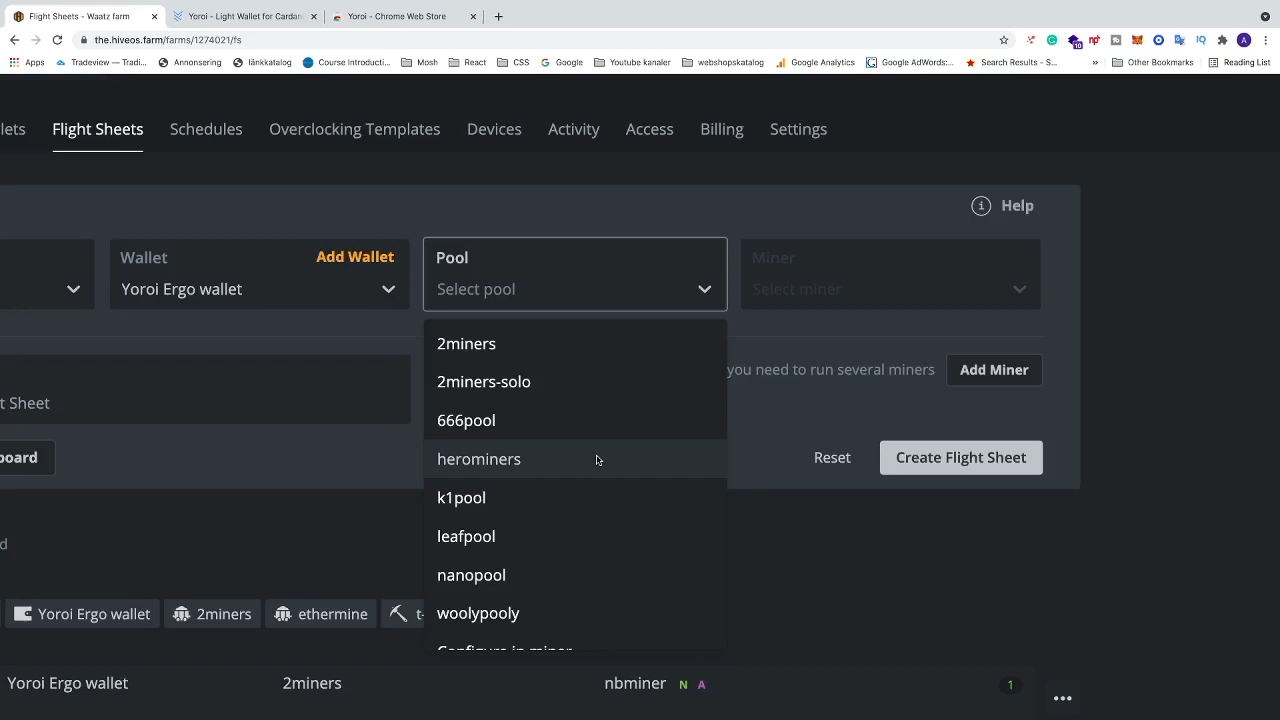 Flight Sheets - Waatz farm
Yoroi - Light Wallet for Cardan
Yoroi - Chrome Web Store
the.hiveos.farm/farms/1274021/fs
10
A
Apps
Tradeview -- Tradi...
Annonsering
länkkatalog
Course Introducti...
Mosh
React
CSS
Google
Youtube kanaler
webshopskatalog
Google Analytics
Google AdWords:...
Search Results - S...
»
Other Bookmarks
Reading List
lets
Flight Sheets
Schedules
Overclocking Templates
Devices
Activity
Access
Billing
Settings
Help
Wallet
Add Wallet
Yoroi Ergo wallet
Pool
Select pool
Miner
Select miner
2miners
2miners-solo
666pool
herominers
k1pool
leafpool
nanopool
woolypooly
Configure in miner
you need to run several miners
Add Miner
t Sheet
oard
Reset
Create Flight Sheet
d
Yoroi Ergo wallet
2miners
ethermine
t-
Yoroi Ergo wallet
2miners
nbminer N A
1